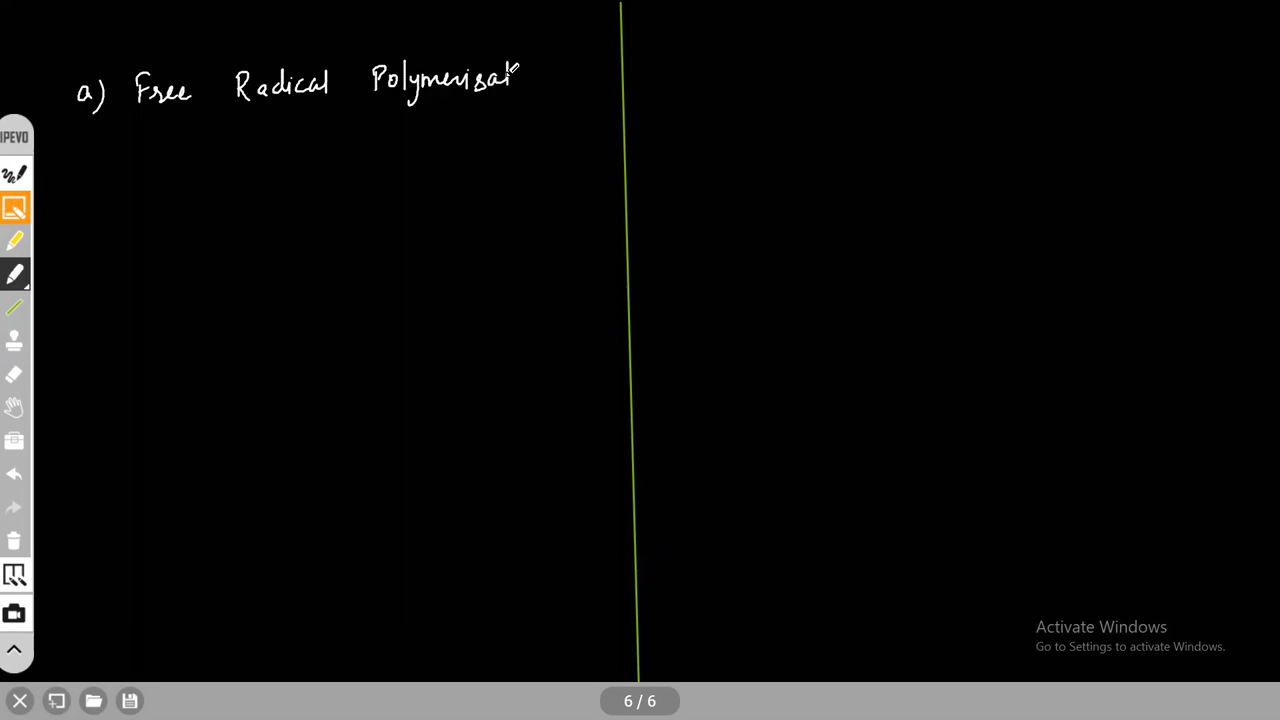 a) Free Radical Polymerisat
IPEVO
Activate Windows
Go to Settings to activate Windows.
6 / 6